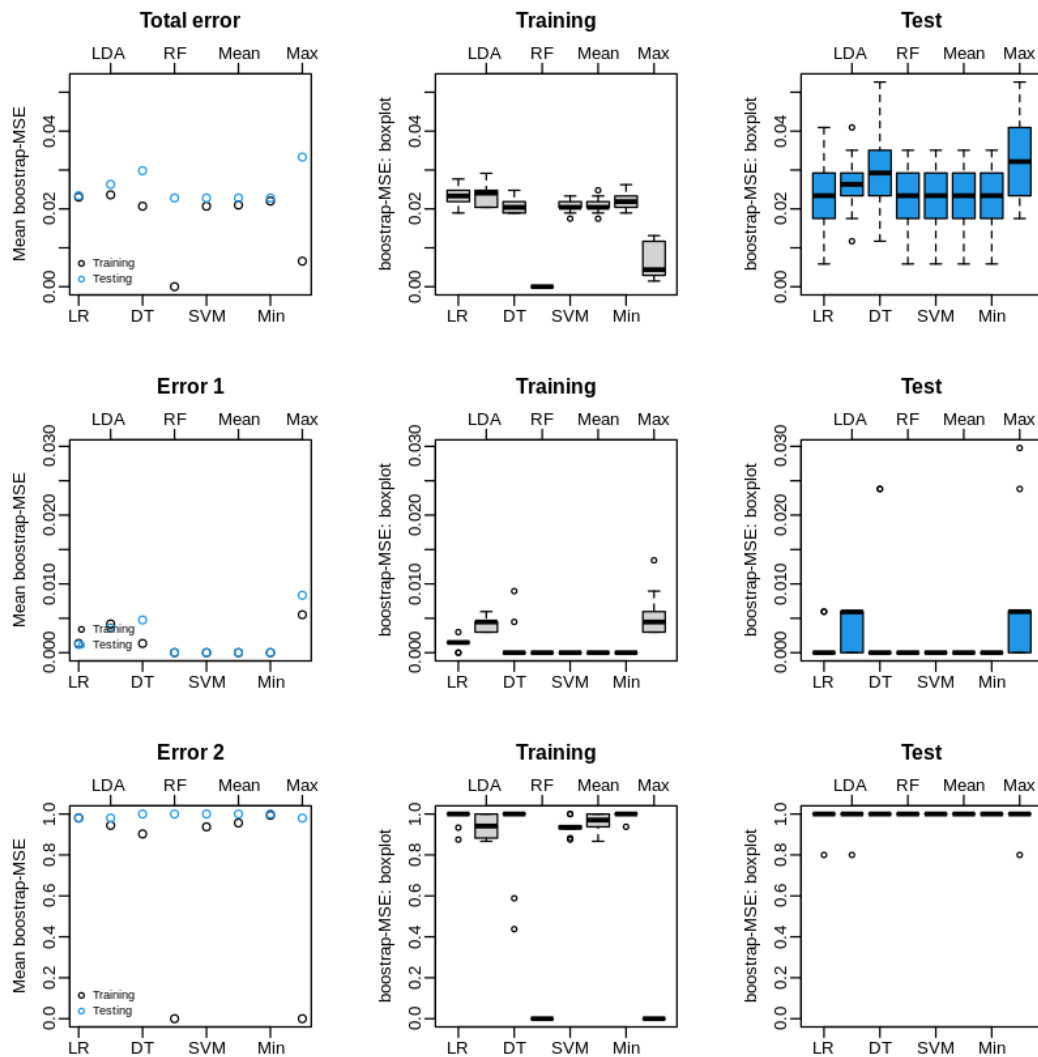 Total error
LDA RF Mean Max
Mean bootstrap-MSE
0.00 0.02 0.04
Training
Testing
LR DT SVM Min
Training
LDA RF Mean Max
boostrap-MSE: boxplot
0.00 0.02 0.04
LR DT SVM Min
Test
LDA RF Mean Max
boostrap-MSE: boxplot
0.00 0.02 0.04
LR DT SVM Min
Error 1
LDA RF Mean Max
Mean boostrap-MSE
0.000 0.010 0.020 0.030
Training
Testing
LR DT SVM Min
Training
LDA RF Mean Max
boostrap-MSE: boxplot
0.000 0.010 0.020 0.030
LR DT SVM Min
Test
LDA RF Mean Max
boostrap-MSE: boxplot
0.000 0.010 0.020 0.030
LR DT SVM Min
Error 2
LDA RF Mean Max
Mean boostrap-MSE
0.0 0.2 0.4 0.6 0.8 1.0
Training
Testing
LR DT SVM Min
Training
LDA RF Mean Max
boostrap-MSE: boxplot
0.0 0.2 0.4 0.6 0.8 1.0
LR DT SVM Min
Test
LDA RF Mean Max
boostrap-MSE: boxplot
0.0 0.2 0.4 0.6 0.8 1.0
LR DT SVM Min